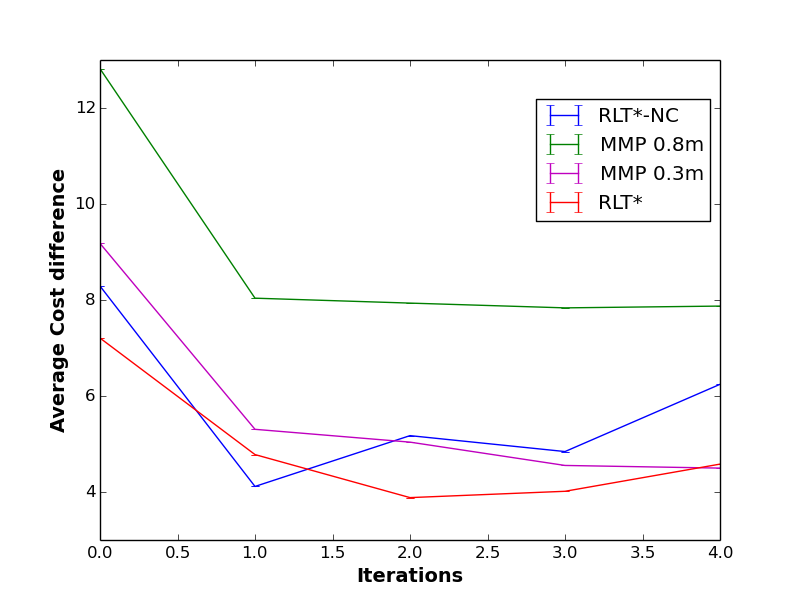 12
10
8
6
4
Average Cost difference
RLT*-NC
MMP 0.8m
MMP 0.3m
RLT*
0.0 0.5 1.0 1.5 2.0 2.5 3.0 3.5 4.0
Iterations